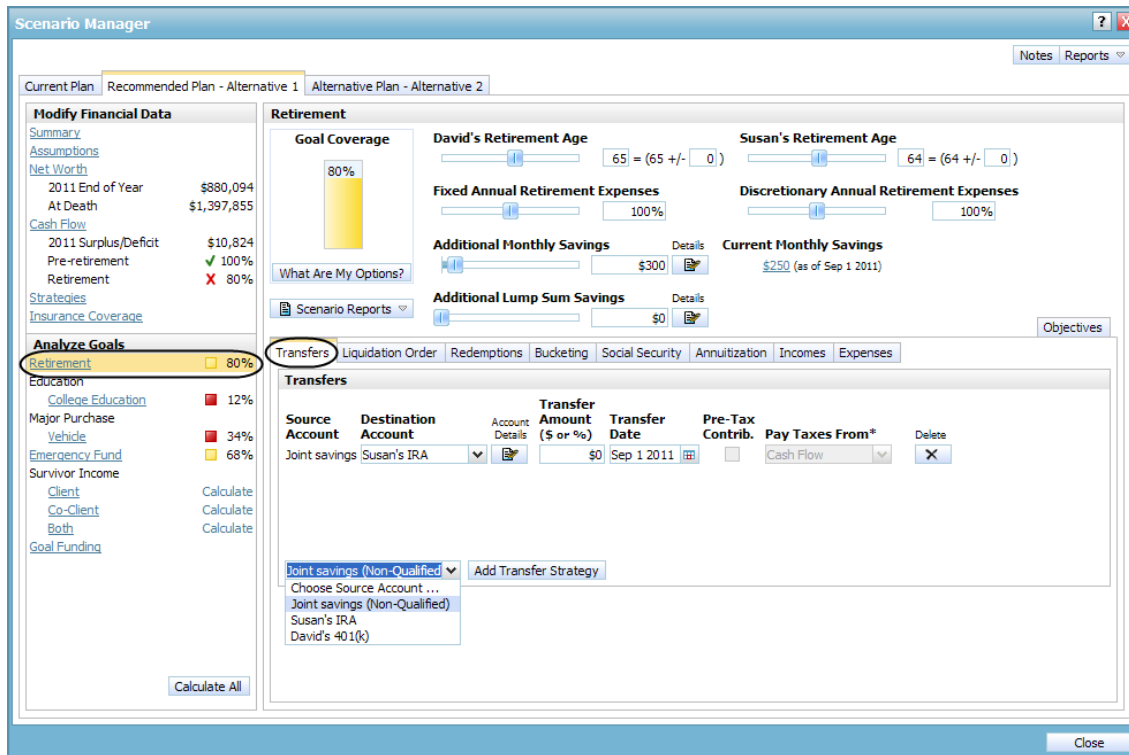 Scenario Manager
?
X
Notes Reports
Current Plan Recommended Plan - Alternative 1 Alternative Plan - Alternative 2
Modify Financial Data
Summary
Assumptions
Net Worth
2011 End of Year $880,094
At Death $1,397,855
Cash Flow
2011 Surplus/Deficit $10,824
Pre-retirement 100%
Retirement 80%
Strategies
Insurance Coverage
Analyze Goals
Retirement 80%
Education
College Education 12%
Major Purchase
Vehicle 34%
Emergency Fund 68%
Survivor Income
Client Calculate
Co-Client Calculate
Both Calculate
Goal Funding
Calculate All
Retirement
Goal Coverage
80%
What Are My Options?
Scenario Reports
David's Retirement Age
65 = (65 +/- 0 )
Susan's Retirement Age
64 = (64 +/- 0 )
Fixed Annual Retirement Expenses
100%
Discretionary Annual Retirement Expenses
100%
Additional Monthly Savings Details
$300
Current Monthly Savings
$250 (as of Sep 1 2011)
Additional Lump Sum Savings Details
$0
Objectives
Transfers Liquidation Order Redemptions Bucketing Social Security Annuitization Incomes Expenses
Transfers
Source Account
Destination Account
Account Details
Transfer Amount ($ or %)
Transfer Date
Pre-Tax Contrib.
Pay Taxes From*
Delete
Joint savings Susan's IRA $0 Sep 1 2011 Cash Flow
Joint savings (Non-Qualified Add Transfer Strategy
Choose Source Account ...
Joint savings (Non-Qualified)
Susan's IRA
David's 401(k)
Close